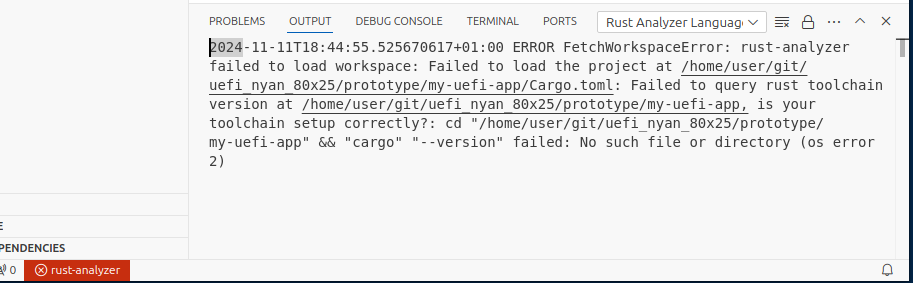 PROBLEMS OUTPUT DEBUG CONSOLE TERMINAL PORTS Rust Analyzer Languag
2024-11-11T18:44:55.525670617+01:00 ERROR FetchWorkspaceError: rust-analyzer
failed to load workspace: Failed to load the project at /home/user/git/
uefi_nyan_80x25/prototype/my-uefi-app/Cargo.toml: Failed to query rust toolchain
version at /home/user/git/uefi_nyan_80x25/prototype/my-uefi-app, is your
toolchain setup correctly?: cd "/home/user/git/uefi_nyan_80x25/prototype/
my-uefi-app" && "cargo" "--version" failed: No such file or directory (os error
2)
E
PENDENCIES
0 rust-analyzer